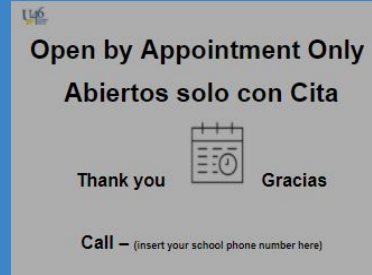 U46
Open by Appointment Only
Abiertos solo con Cita
Thank you Gracias
Call – (insert your school phone number here)